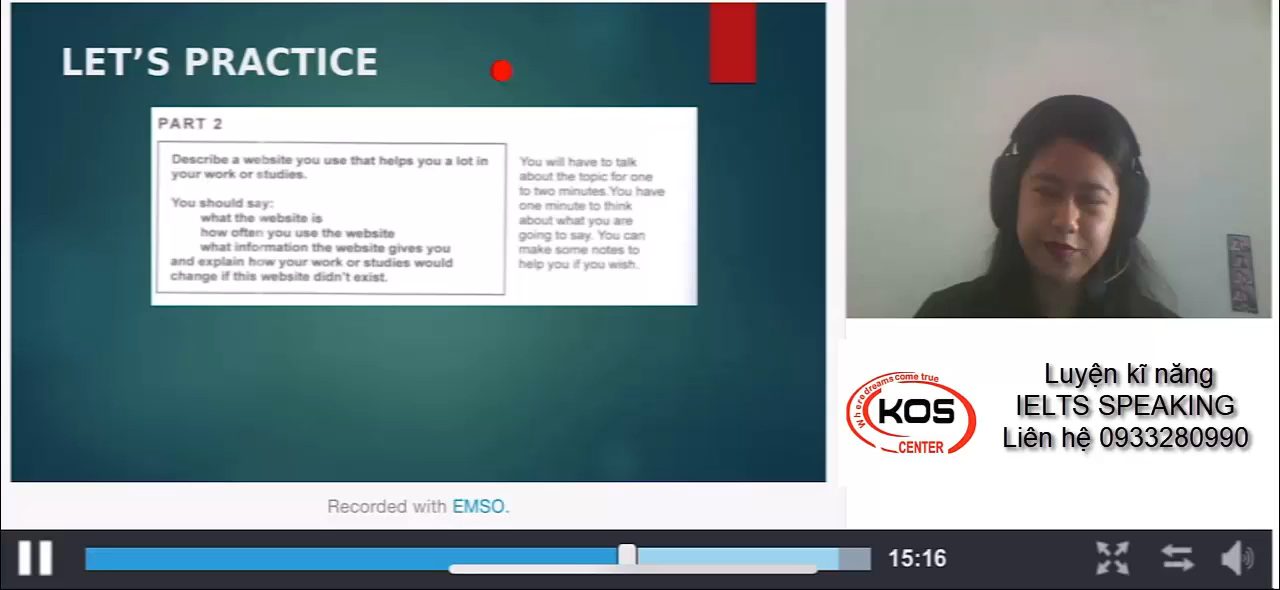 LET'S PRACTICE
PART 2
Describe a website you use that helps you a lot in
your work or studies.
You should say:
what the website is
how often you use the website
what information the website gives you
and explain how your work or studies would
change if this website didn't exist.
You will have to talk
about the topic for one
to two minutes. You have
one minute to think
about what you are
going to say. You can
make some notes to
help you if you wish.
Where dreams come true
KOS
CENTER
Luyện kĩ năng
IELTS SPEAKING
Liên hệ 0933280990
Recorded with EMSO.
15:16